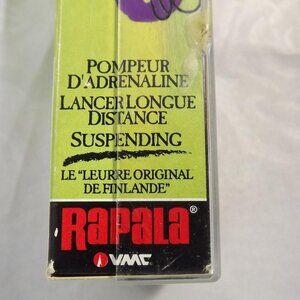 POMPEUR
D'ADRENALINE
LANCER LONGUE
DISTANCE
SUSPENDING
LE "LEURRE ORIGINAL
DE FINLANDE"
RAPALA®
VMC